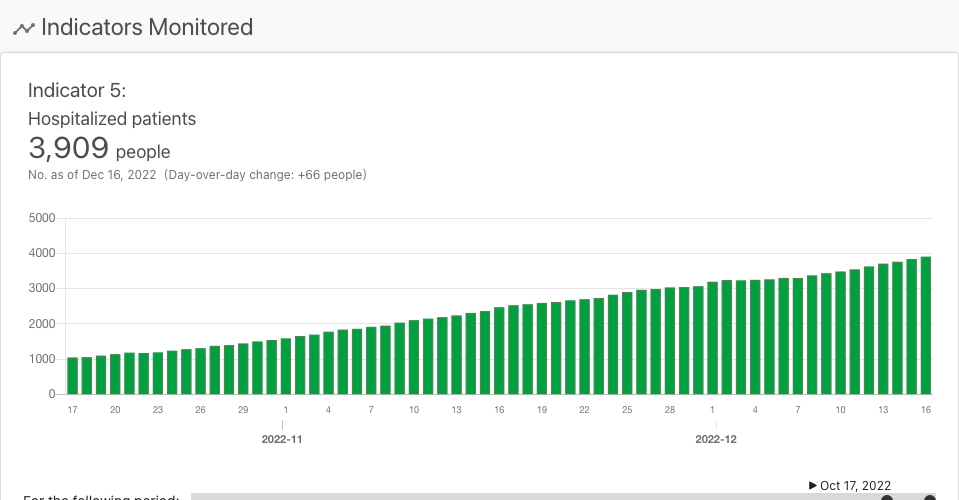 Indicators Monitored
Indicator 5:
Hospitalized patients
3,909 people
No. as of Dec 16, 2022 (Day-over-day change: +66 people)
5000
4000
3000
2000
1000
0
17 20 23 26 29 1 4 7 10 13 16 19 22 25 28 1 4 7 10 13 16
2022-11 2022-12
▶ Oct 17, 2022
For the following period: